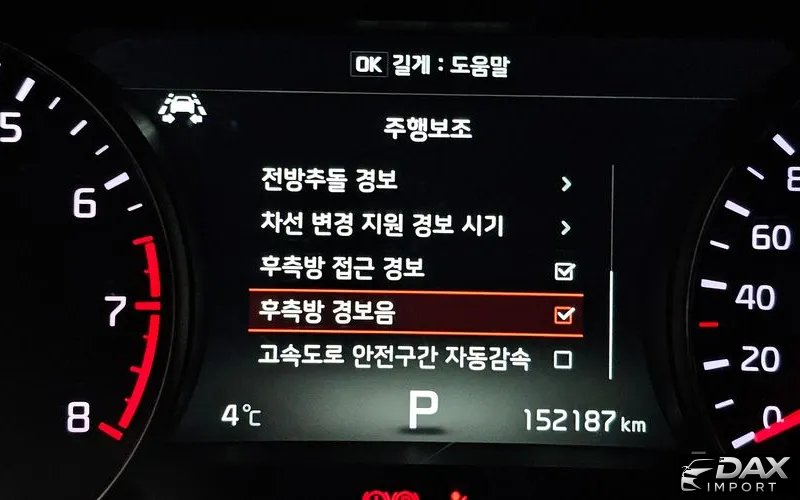 OK 길게 : 도움말
주행보조
전방추돌 경보
차선 변경 지원 경보 시기
후측방 접근 경보
후측방 경보음
고속도로 안전구간 자동감속
4℃
P
152187 km
5
6
7
8
60
40
20
0
DAX
IMPORT